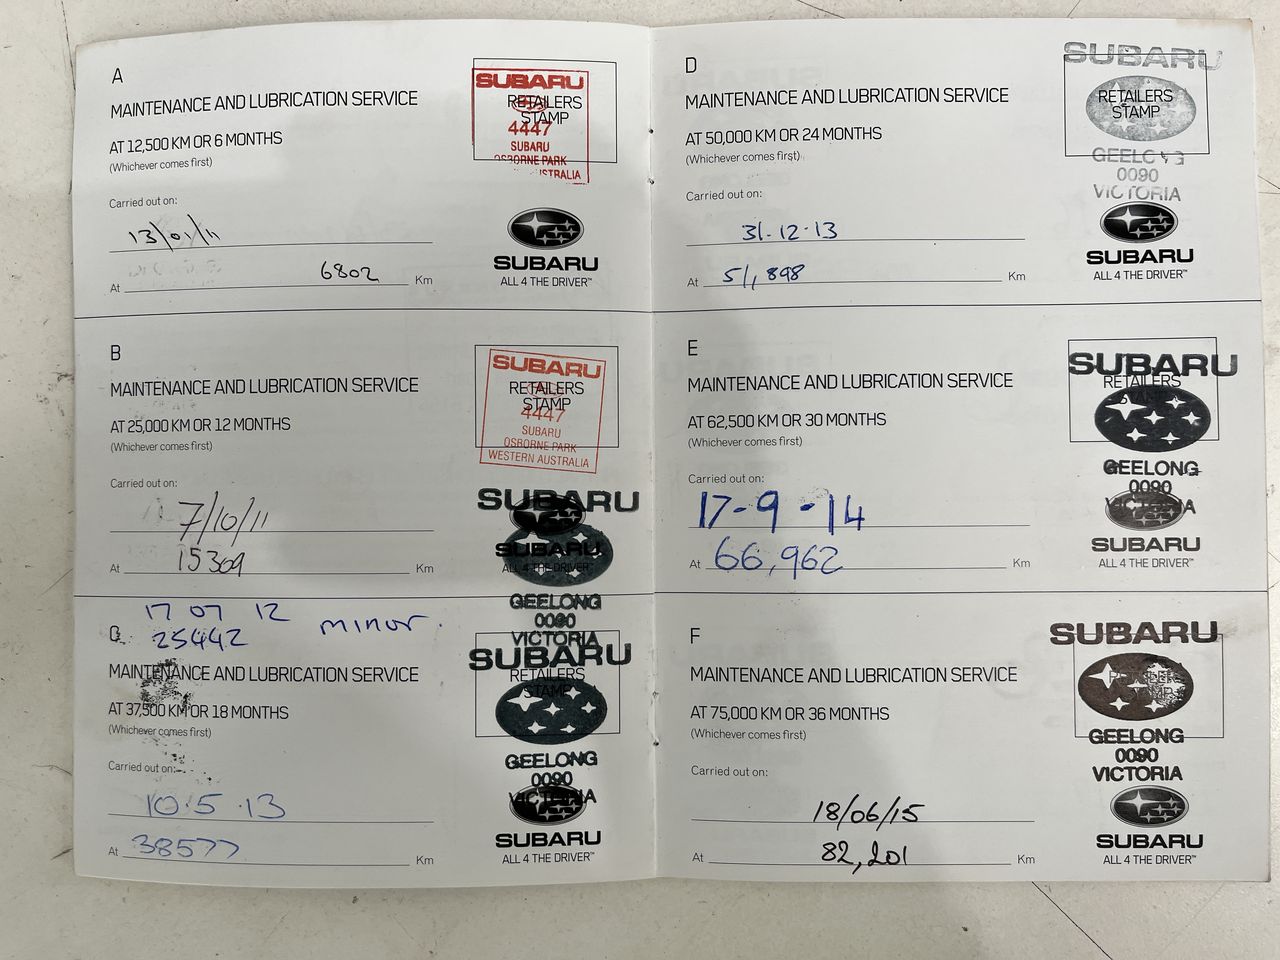 A
MAINTENANCE AND LUBRICATION SERVICE
AT 12,500 KM OR 6 MONTHS
(Whichever comes first)
Carried out on:
13/01/11
At 6802 Km
SUBARU
RETAILERS
STAMP
4447
SUBARU
OSBORNE PARK
AUSTRALIA
SUBARU
ALL 4 THE DRIVER™
B
MAINTENANCE AND LUBRICATION SERVICE
AT 25,000 KM OR 12 MONTHS
(Whichever comes first)
Carried out on:
7/10/11
At 15309 Km
SUBARU
RETAILERS
STAMP
4447
SUBARU
OSBORNE PARK
WESTERN AUSTRALIA
SUBARU
SUBARU
ALL 4 THE DRIVER™
GEELONG
0090
VICTORIA
17 07 12
25442 minor.
C
MAINTENANCE AND LUBRICATION SERVICE
AT 37,500 KM OR 18 MONTHS
(Whichever comes first)
Carried out on:
10.5.13
At 38577 Km
SUBARU
RETAILERS
STAMP
GEELONG
0090
VICTORIA
SUBARU
ALL 4 THE DRIVER™
D
MAINTENANCE AND LUBRICATION SERVICE
AT 50,000 KM OR 24 MONTHS
(Whichever comes first)
Carried out on:
31.12.13
At 51,898 Km
SUBARU
RETAILERS
STAMP
GEELONG
0090
VICTORIA
SUBARU
ALL 4 THE DRIVER™
E
MAINTENANCE AND LUBRICATION SERVICE
AT 62,500 KM OR 30 MONTHS
(Whichever comes first)
Carried out on:
17-9-14
At 66,962 Km
SUBARU
RETAILERS
STAMP
GEELONG
0090
VICTORIA
SUBARU
ALL 4 THE DRIVER™
F
MAINTENANCE AND LUBRICATION SERVICE
AT 75,000 KM OR 36 MONTHS
(Whichever comes first)
Carried out on:
18/06/15
At 82,201 Km
SUBARU
RETAILERS
STAMP
GEELONG
0090
VICTORIA
SUBARU
ALL 4 THE DRIVER™